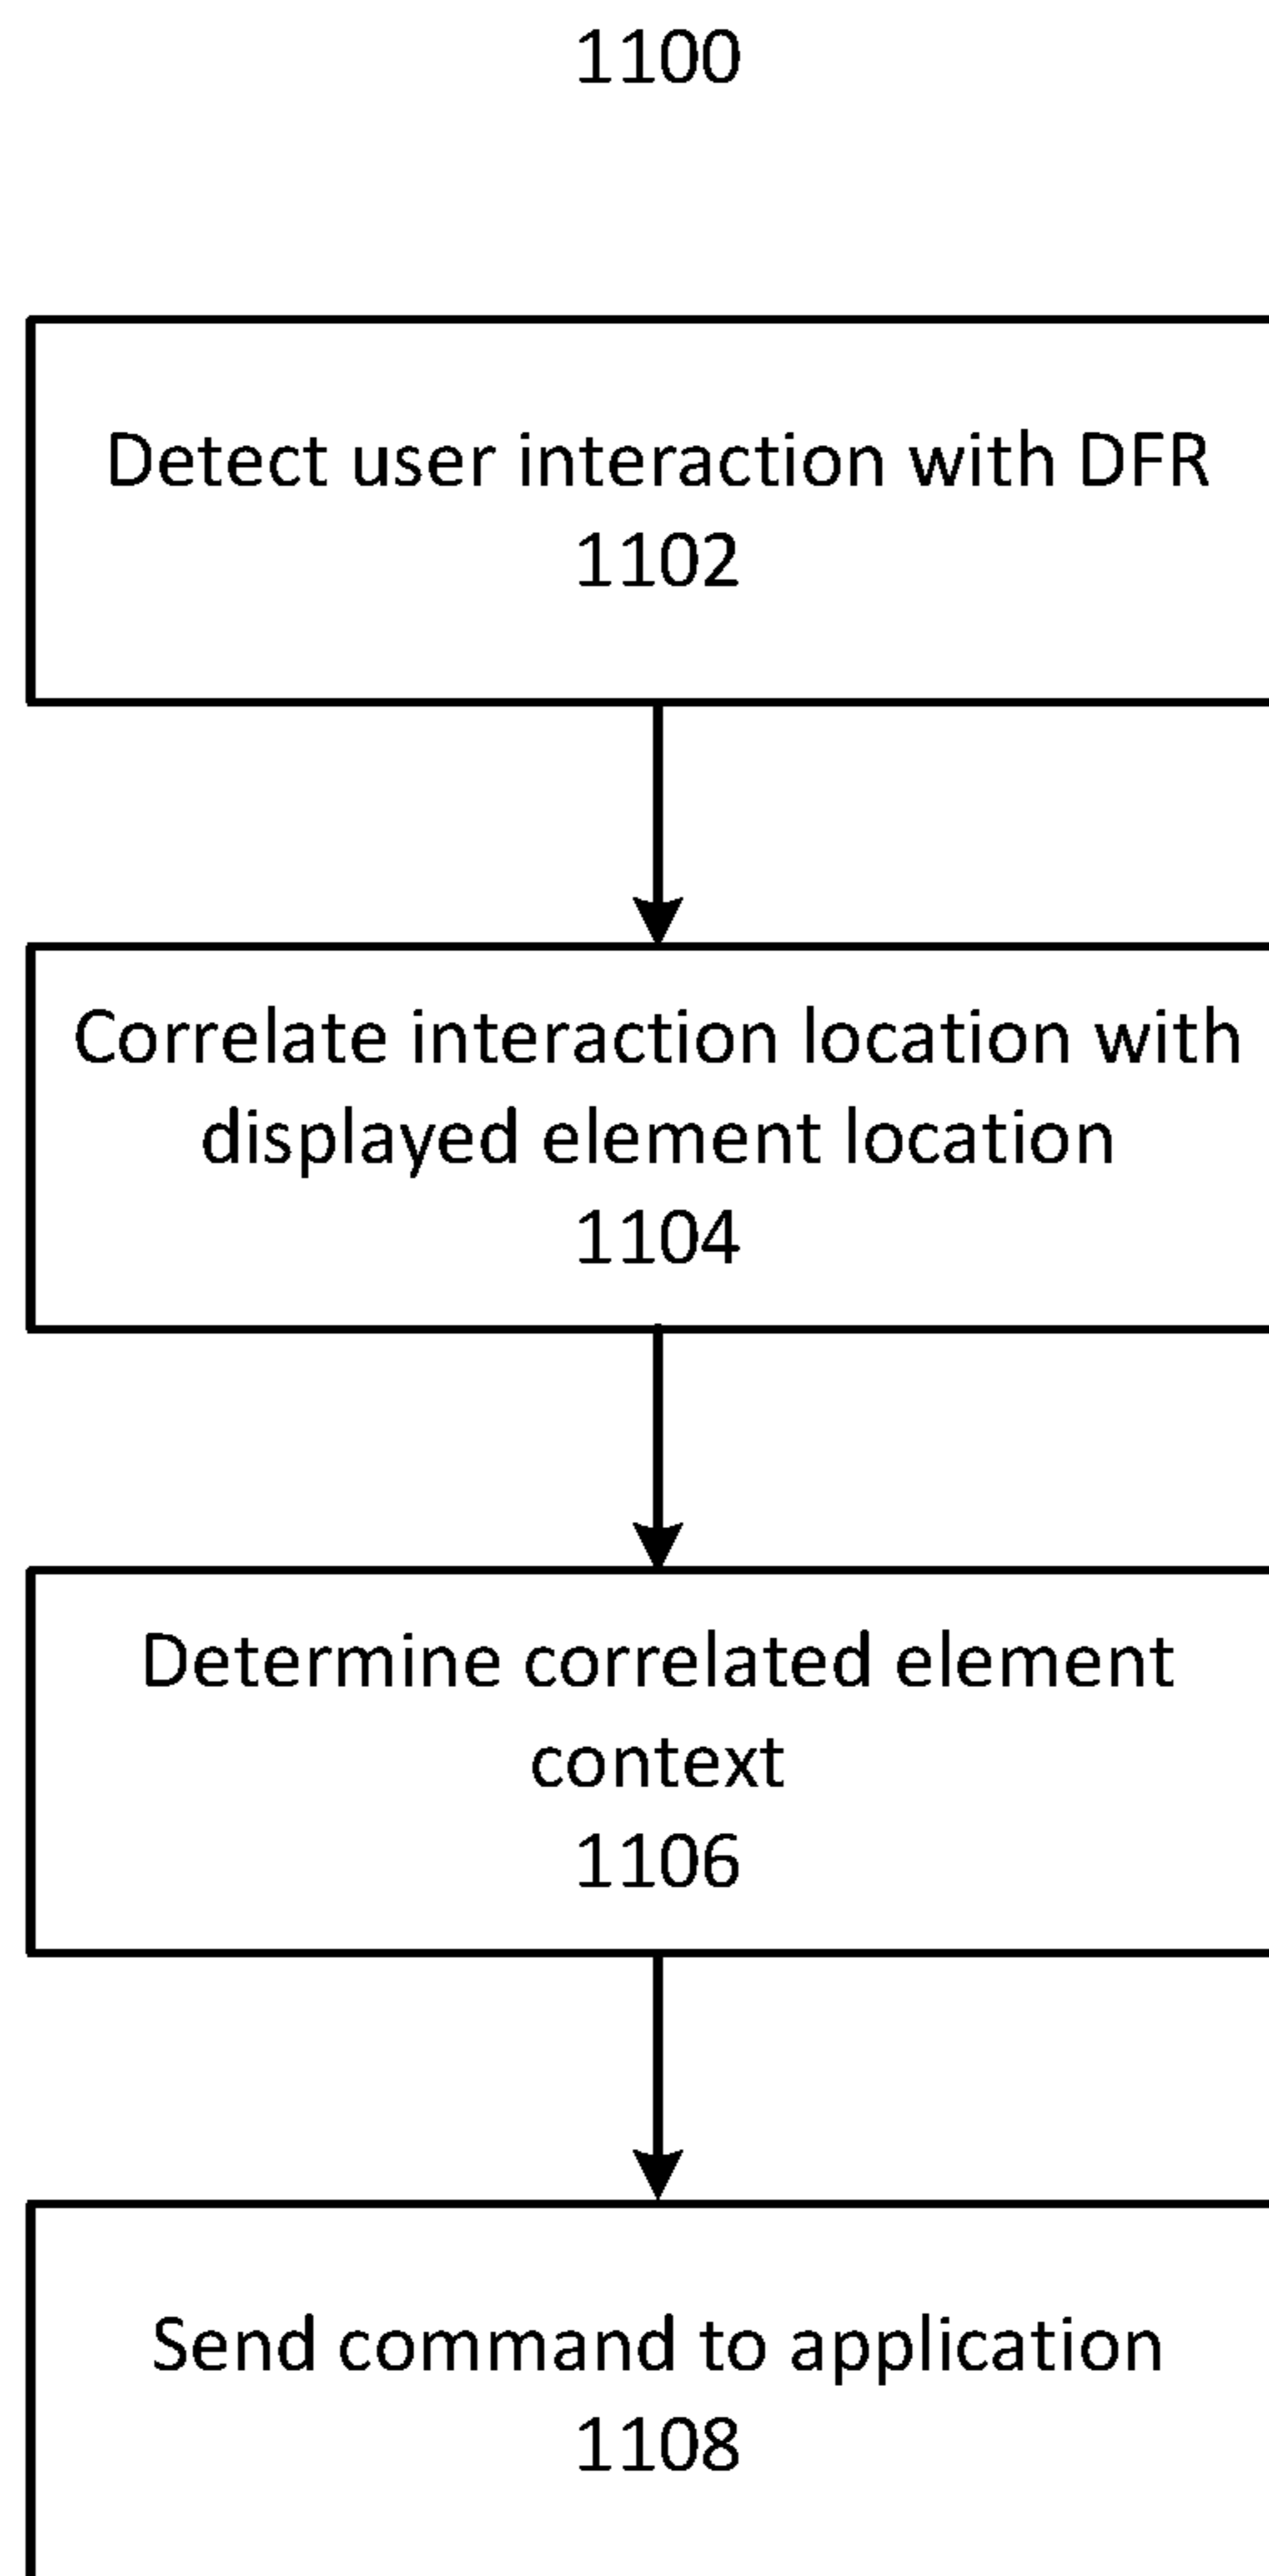 1100
Detect user interaction with DFR
1102
Correlate interaction location with
displayed element location
1104
Determine correlated element
context
1106
Send command to application
1108